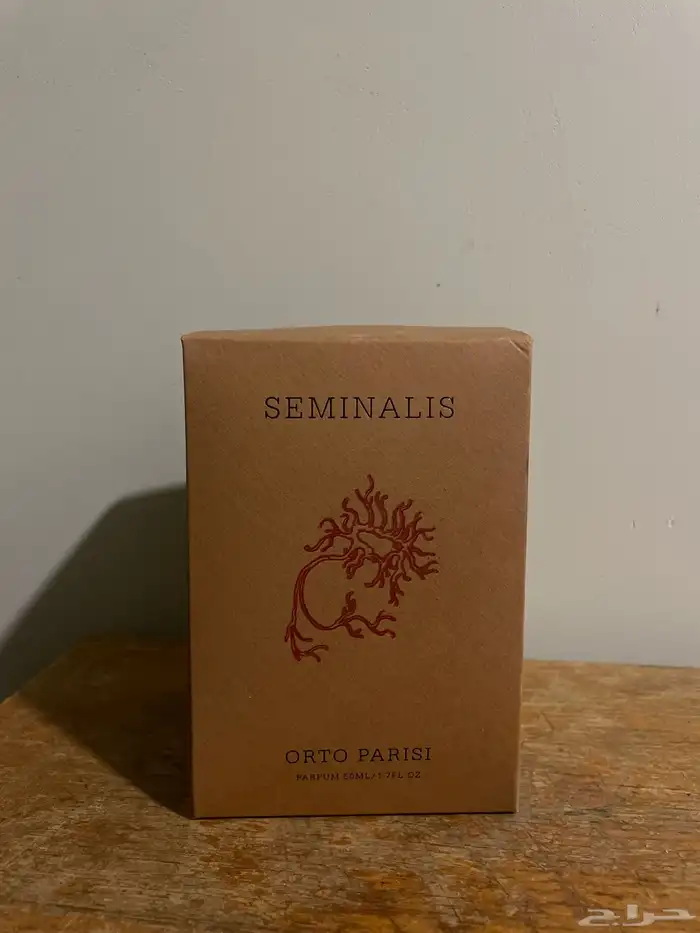 SEMINALIS
ORTO PARISI
PARFUM 50ML/1.7FL OZ
حراج